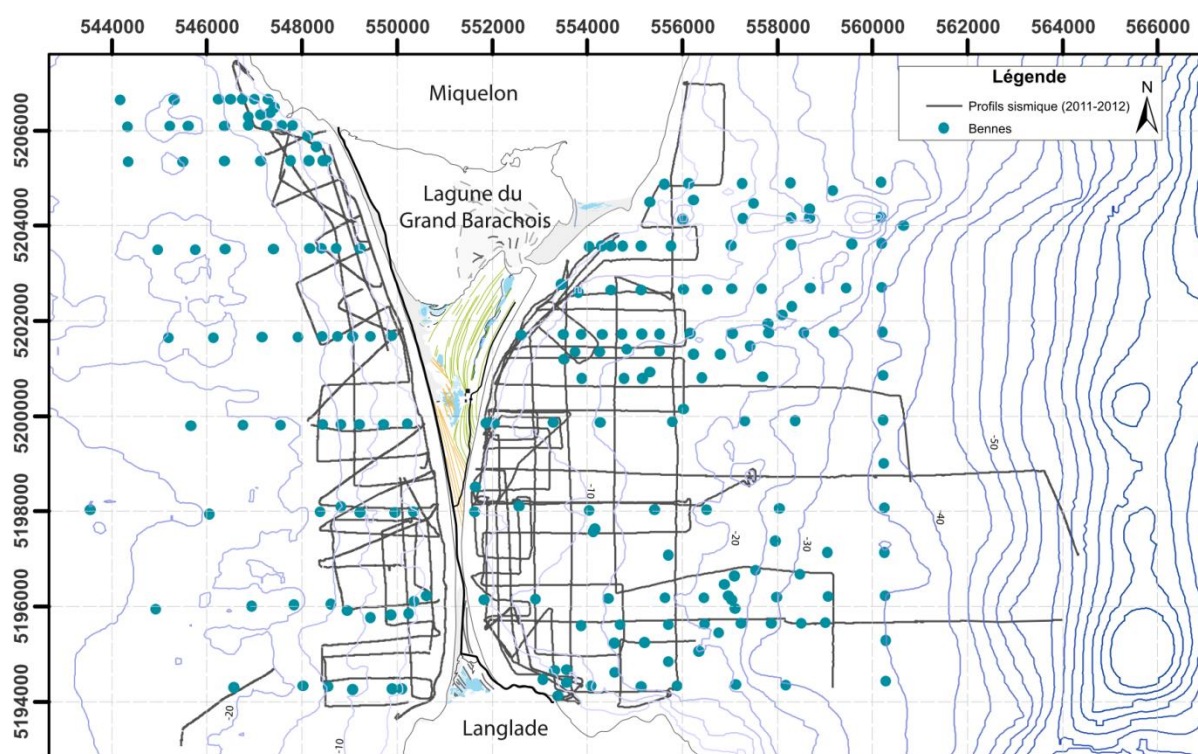 544000 546000 548000 550000 552000 554000 556000 558000 560000 562000 564000 566000
Légende
N
Profils sismique (2011-2012)
Bennes
Miquelon
5206000
Lagune du
Grand Barachois
5204000
5202000
5200000
-50
5198000
-10
-20
-30
-40
5196000
5194000
-20
-10
Langlade